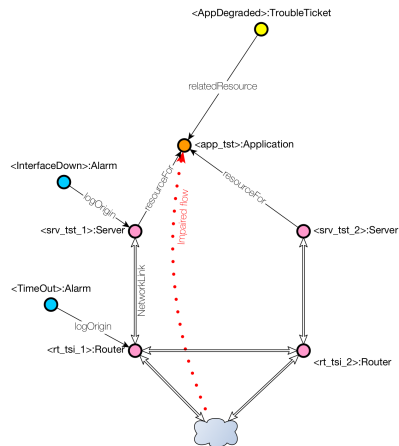 <AppDegraded>:TroubleTicket
relatedResource
<app_tst>:Application
<InterfaceDown>:Alarm
logOrigin
resourceFor
Impaired flow
resourceFor
<srv_tst_1>:Server
<srv_tst_2>:Server
NetworkLink
<TimeOut>:Alarm
logOrigin
<rt_tsi_1>:Router
<rt_tsi_2>:Router